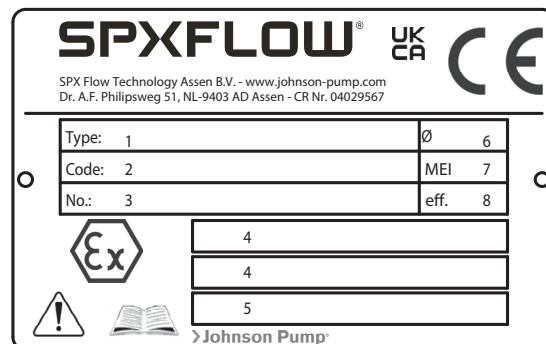 SPXFLOW®
UK
CA
CE
SPX Flow Technology Assen B.V. - www.johnson-pump.com
Dr. A.F. Philipsweg 51, NL-9403 AD Assen - CR Nr. 04029567
Type: 1 Ø 6
Code: 2 MEI 7
No.: 3 eff. 8
Ex
4
4
5
Johnson Pump®